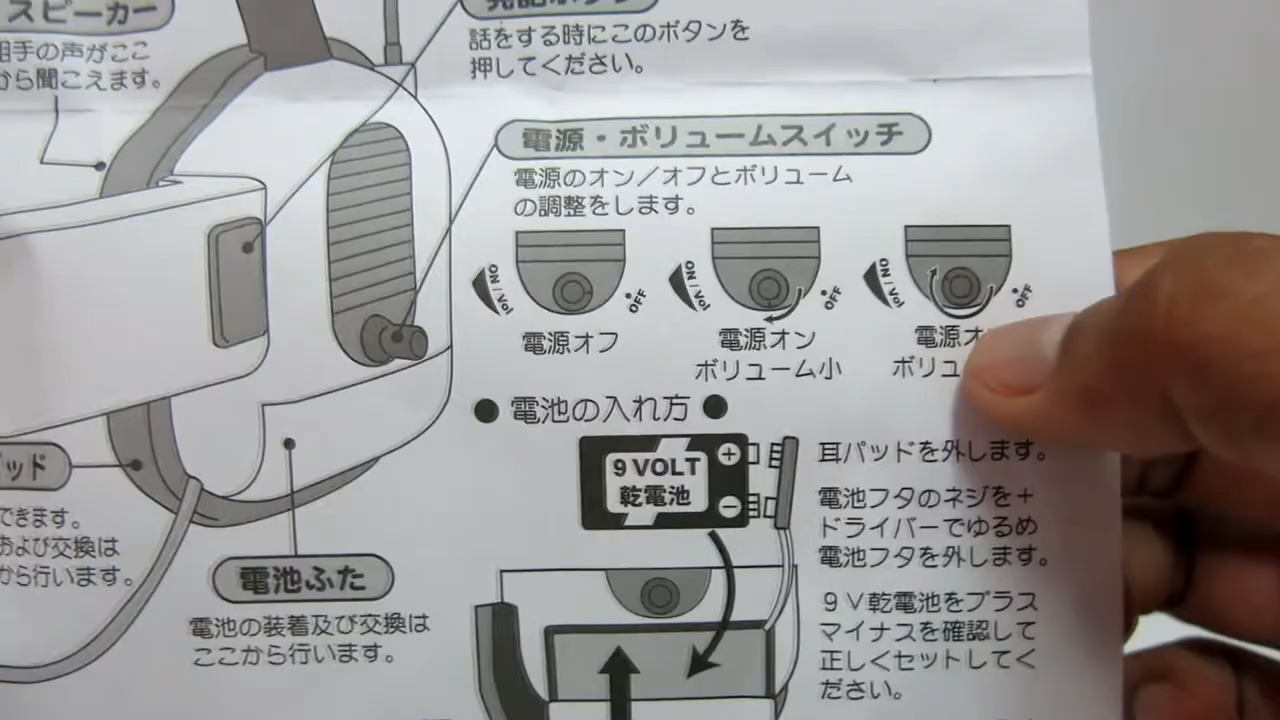 スピーカー
相手の声がここ
から聞こえます。
発話ボタン
話をする時にこのボタンを
押してください。
電源・ボリュームスイッチ
電源のオン／オフとボリューム
の調整をします。
ON / Vol
OFF
電源オフ
ON / Vol
OFF
電源オン
ボリューム小
ON / Vol
OFF
電源オ
ボリュ
●電池の入れ方●
9 VOLT
乾電池
＋
－
耳パッドを外します。
電池フタのネジを＋
ドライバーでゆるめ
電池フタを外します。
９Ｖ乾電池をプラス
マイナスを確認して
正しくセットしてく
ださい。
ッド
できます。
および交換は
から行います。
電池ふた
電池の装着及び交換は
ここから行います。